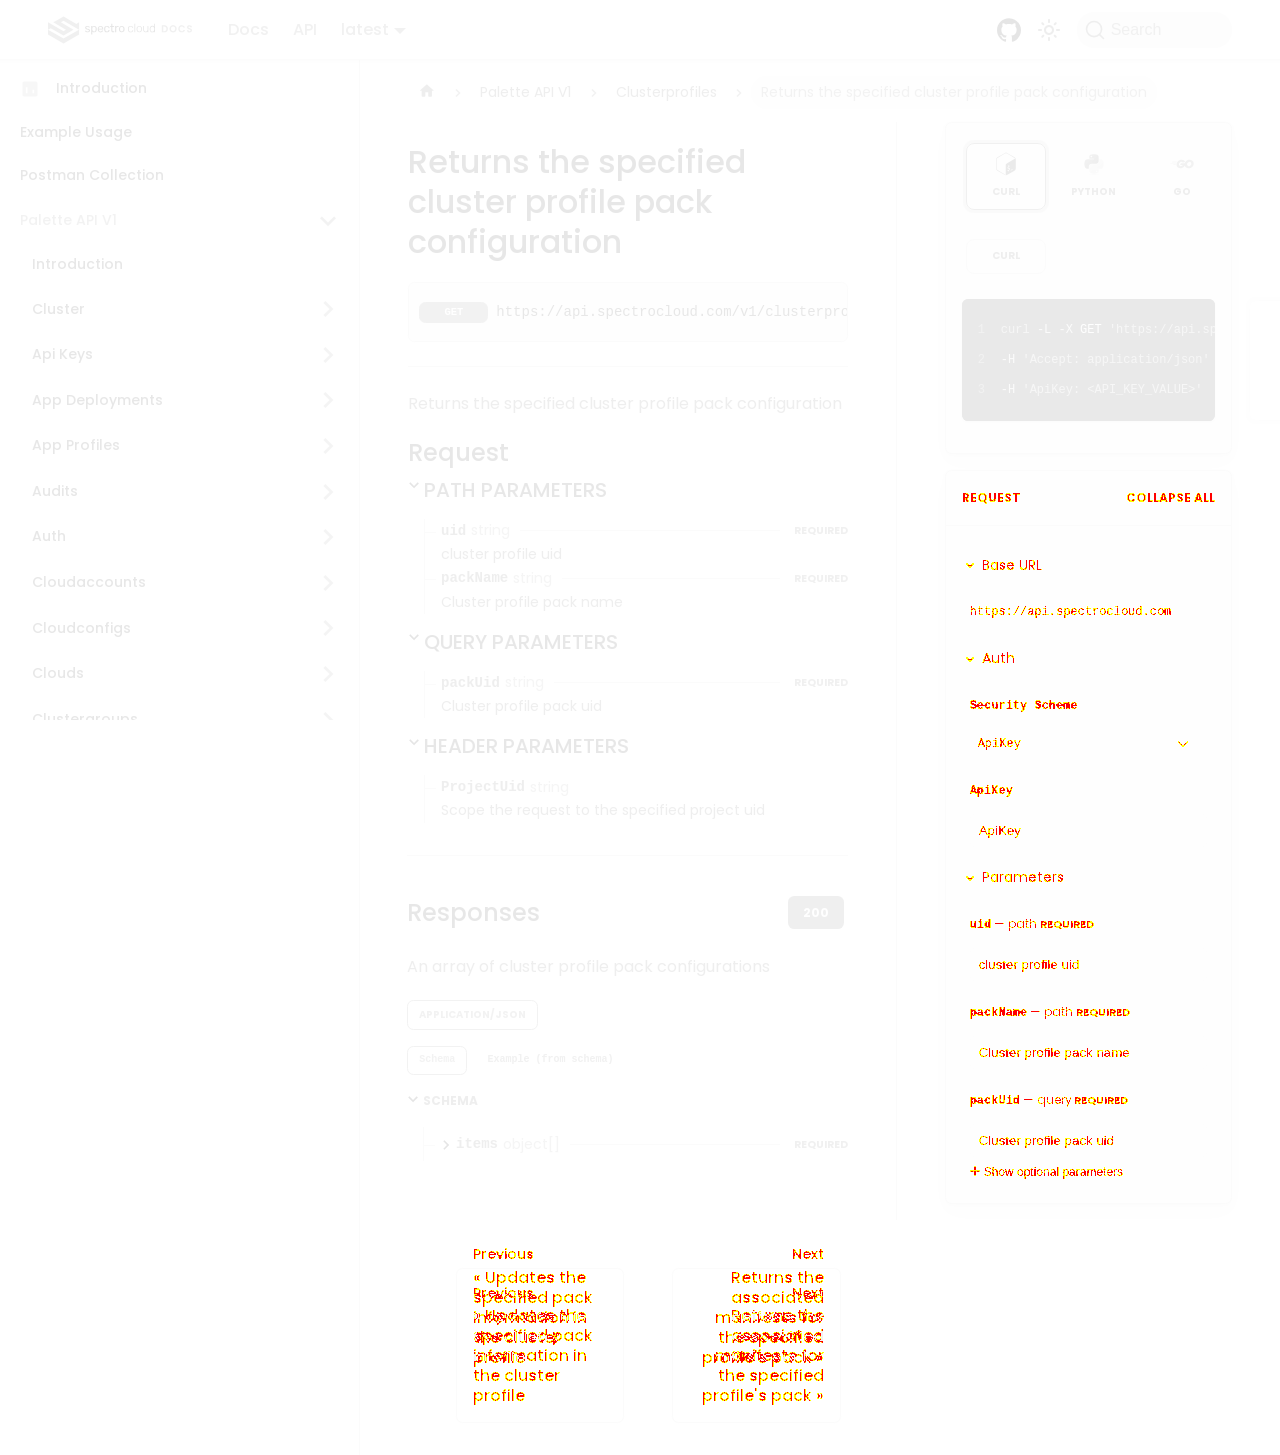 spectro cloud DOCS
Docs
API
latest
Search
Introduction
Example Usage
Postman Collection
Palette API V1
Introduction
Cluster
Api Keys
App Deployments
App Profiles
Audits
Auth
Cloudaccounts
Cloudconfigs
Clouds
Clustergroups
Palette API V1
Clusterprofiles
Returns the specified cluster profile pack configuration
Returns the specified
cluster profile pack
configuration
GET https://api.spectrocloud.com/v1/clusterpro
Returns the specified cluster profile pack configuration
Request
PATH PARAMETERS
uid string REQUIRED
cluster profile uid
packName string REQUIRED
Cluster profile pack name
QUERY PARAMETERS
packUid string REQUIRED
Cluster profile pack uid
HEADER PARAMETERS
ProjectUid string
Scope the request to the specified project uid
Responses
200
An array of cluster profile pack configurations
APPLICATION/JSON
Schema
Example (from schema)
SCHEMA
items object[] REQUIRED
CURL
PYTHON
GO
CURL
1 curl -L -X GET 'https://api.sp
2 -H 'Accept: application/json'
3 -H 'ApiKey: <API_KEY_VALUE>'
REQUEST
COLLAPSE ALL
Base URL
https://api.spectrocloud.com
Auth
Security Scheme
ApiKey
ApiKey
ApiKey
Parameters
uid — path REQUIRED
cluster profile uid
packName — path REQUIRED
Cluster profile pack name
packUid — query REQUIRED
Cluster profile pack uid
Show optional parameters
Previous
« Updates the
specified pack
Previous
specified pack
information in
the cluster
profile
Next
Returns the
associated
Next
manifests for
the specified
profile's pack »